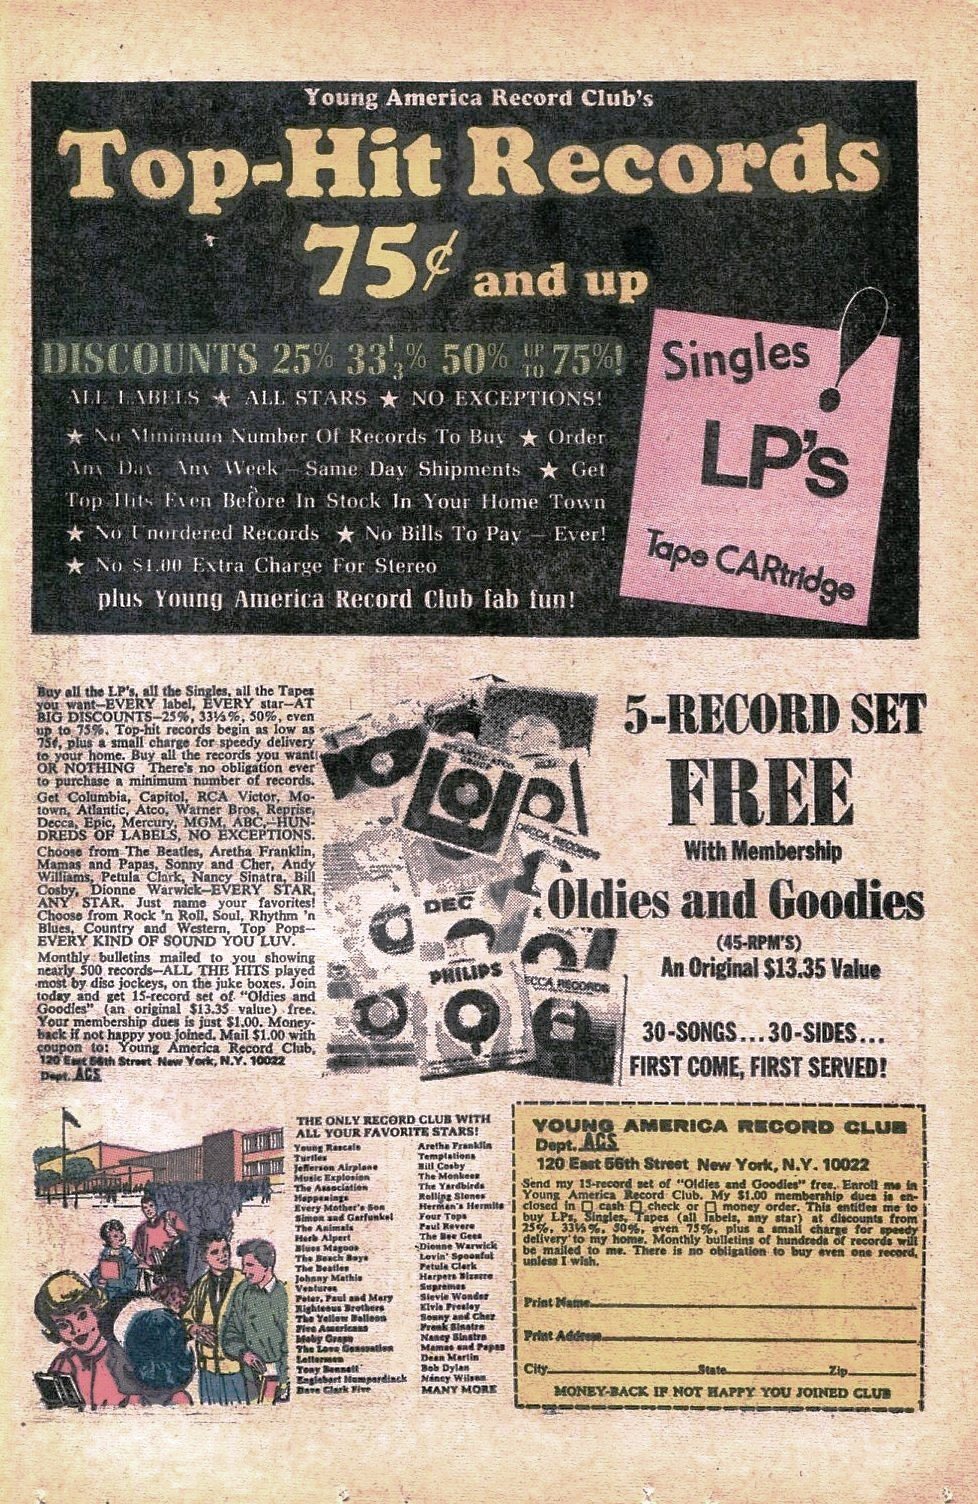 Young America Record Club's
Top-Hit Records
75¢ and up
DISCOUNTS 25% 33 1/3% 50% UP TO 75%!
ALL LABELS ★ ALL STARS ★ NO EXCEPTIONS!
★ No Minimum Number Of Records To Buy ★ Order
Any Day, Any Week – Same Day Shipments ★ Get
Top Hits Even Before In Stock In Your Home Town
★ No Unordered Records ★ No Bills To Pay – Ever!
★ No $1.00 Extra Charge For Stereo
plus Young America Record Club fab fun!
Singles
LP's
Tape CARtridge
Buy all the LP's, all the Singles, all the Tapes
you want—EVERY label, EVERY star—AT
BIG DISCOUNTS—25%, 33⅓%, 50%, even
up to 75%. Top-hit records begin as low as
75¢, plus a small charge for speedy delivery
to your home. Buy all the records you want
OR NOTHING There's no obligation ever
to purchase a minimum number of records.
Get Columbia, Capitol, RCA Victor, Mo-
town, Atlantic, Atco, Warner Bros, Reprise,
Decca, Epic, Mercury, MGM, ABC,—HUN-
DREDS OF LABELS, NO EXCEPTIONS.
Choose from The Beatles, Aretha Franklin,
Mamas and Papas, Sonny and Cher, Andy
Williams, Petula Clark, Nancy Sinatra, Bill
Cosby, Dionne Warwick—EVERY STAR,
ANY STAR. Just name your favorites!
Choose from Rock 'n Roll, Soul, Rhythm 'n
Blues, Country and Western, Top Pops—
EVERY KIND OF SOUND YOU LUV.
Monthly bulletins mailed to you showing
nearly 500 records—ALL THE HITS played
most by disc jockeys, on the juke boxes. Join
today and get 15-record set of "Oldies and
Goodies" (an original $13.35 value) free.
Your membership dues is just $1.00. Money-
back if not happy you joined. Mail $1.00 with
coupon to: Young America Record Club,
120 East 56th Street New York, N.Y. 10022
Dept. ACS
DECCA RECORDS
DEC
PHILIPS
ECCA RECORDS
5-RECORD SET
FREE
With Membership
Oldies and Goodies
(45-RPM'S)
An Original $13.35 Value
30-SONGS...30-SIDES...
FIRST COME, FIRST SERVED!
THE ONLY RECORD CLUB WITH
ALL YOUR FAVORITE STARS!
Young Rascals
Turtles
Jefferson Airplane
Music Explosion
The Association
Happenings
Every Mother's Son
Simon and Garfunkel
The Animals
Herb Alpert
Blues Magoos
The Beach Boys
The Beatles
Johnny Mathis
Ventures
Peter, Paul and Mary
Righteous Brothers
The Yellow Balloon
Five Americans
Moby Grape
The Love Generation
Lettermen
Tony Bennett
Englebert Humperdinck
Dave Clark Five
Aretha Franklin
Temptations
Bill Cosby
The Monkees
The Yardbirds
Rolling Stones
Herman's Hermits
Four Tops
Paul Revere
The Bee Gees
Dionne Warwick
Lovin' Spoonful
Petula Clark
Harpers Bizarre
Supremes
Stevie Wonder
Elvis Presley
Sonny and Cher
Frank Sinatra
Nancy Sinatra
Mamas and Papas
Dean Martin
Bob Dylan
Nancy Wilson
MANY MORE
YOUNG AMERICA RECORD CLUB
Dept. ACS
120 East 56th Street New York, N.Y. 10022
Send my 15-record set of "Oldies and Goodies" free. Enroll me in
Young America Record Club. My $1.00 membership dues is en-
closed in ☐ cash ☐ check or ☐ money order. This entitles me to
buy LPs, Singles, Tapes (all labels, any star) at discounts from
25%, 33⅓%, 50%, even 75%, plus a small charge for speedy
delivery to my home. Monthly bulletins of hundreds of records will
be mailed to me. There is no obligation to buy even one record,
unless I wish.
Print Name
Print Address
City State Zip
MONEY-BACK IF NOT HAPPY YOU JOINED CLUB